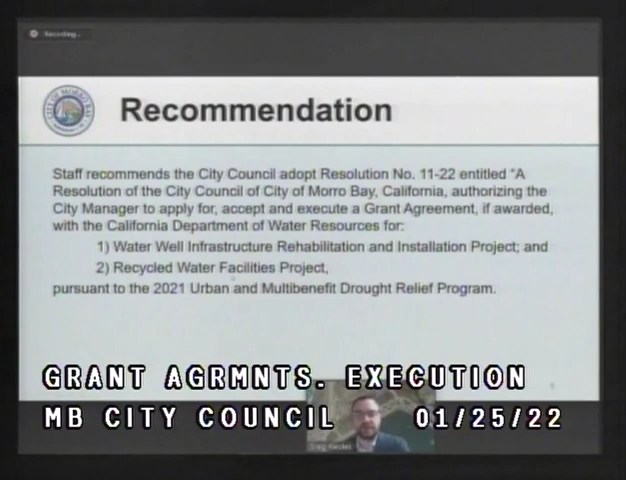 Recording...
CITY OF MORRO BAY
Recommendation
Staff recommends the City Council adopt Resolution No. 11-22 entitled "A
Resolution of the City Council of City of Morro Bay, California, authorizing the
City Manager to apply for, accept and execute a Grant Agreement, if awarded,
with the California Department of Water Resources for:
1) Water Well Infrastructure Rehabilitation and Installation Project; and
2) Recycled Water Facilities Project,
pursuant to the 2021 Urban and Multibenefit Drought Relief Program.
GRANT AGRMNTS. EXECUTION
MB CITY COUNCIL 01/25/22